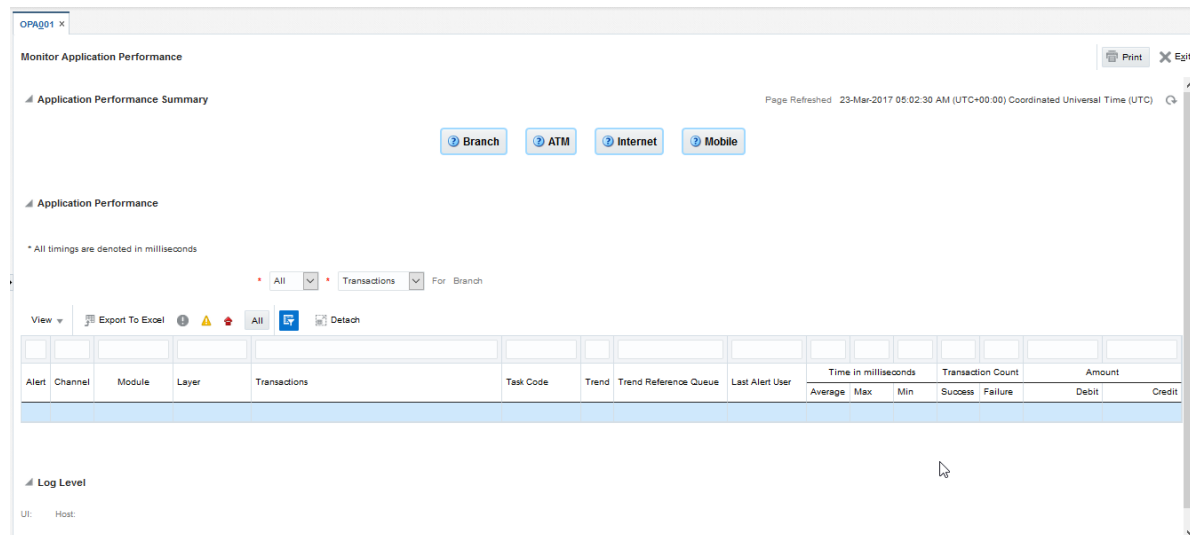 OPA001 ×
Monitor Application Performance
Print Exit
Application Performance Summary
Page Refreshed 23-Mar-2017 05:02:30 AM (UTC+00:00) Coordinated Universal Time (UTC)
Branch ATM Internet Mobile
Application Performance
* All timings are denoted in milliseconds
* All * Transactions For Branch
View Export To Excel All Detach
Alert Channel Module Layer Transactions Task Code Trend Trend Reference Queue Last Alert User Time in milliseconds Transaction Count Amount
Average Max Min Success Failure Debit Credit
Log Level
UI: Host: